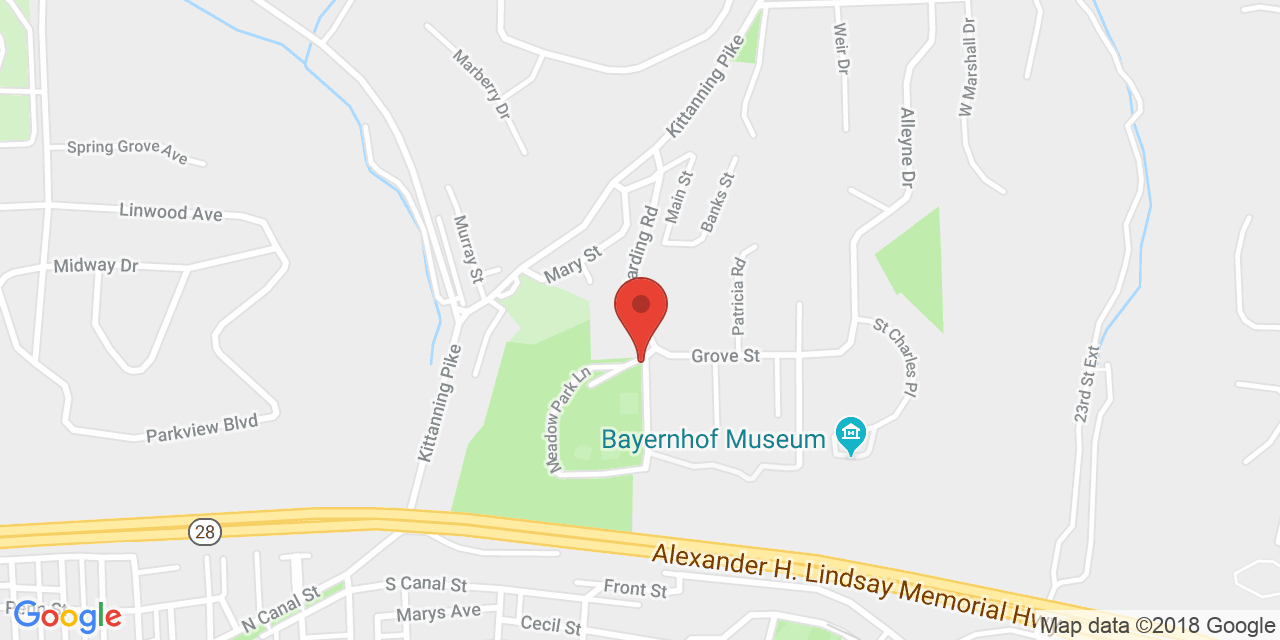 Weir Dr
W Marshall Dr
Kittanning Pike
Marberry Dr
Alleyne Dr
Spring Grove Ave
Main St
Banks St
Linwood Ave
Murray St
Mary St
Midway Dr
Patricia Rd
Grove St
St Charles Pl
Meadow Park Ln
23rd St Ext
Kittanning Pike
Parkview Blvd
Bayernhof Museum
28
Alexander H. Lindsay Memorial Hw
S Canal St
Front St
N Canal St
Marys Ave
Cecil St
Google
Map data ©2018 Google